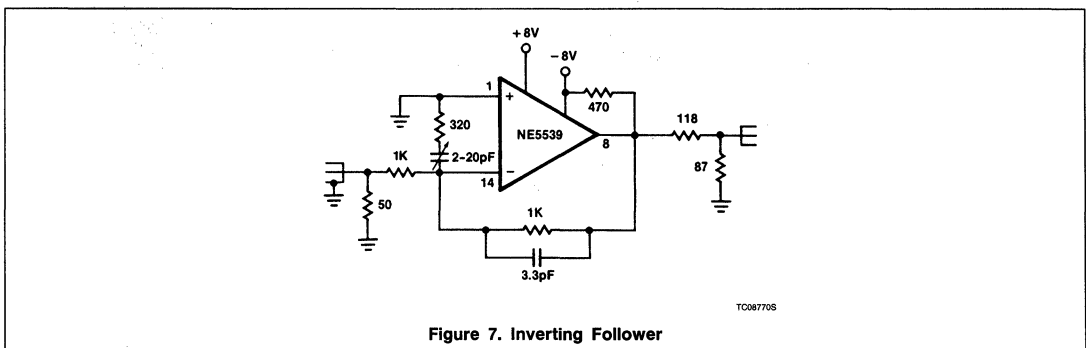 +8V
−8V
1
+
470
320
NE5539
118
8
2-20pF
1K
−
14
87
50
1K
3.3pF
TC08770S
Figure 7. Inverting Follower